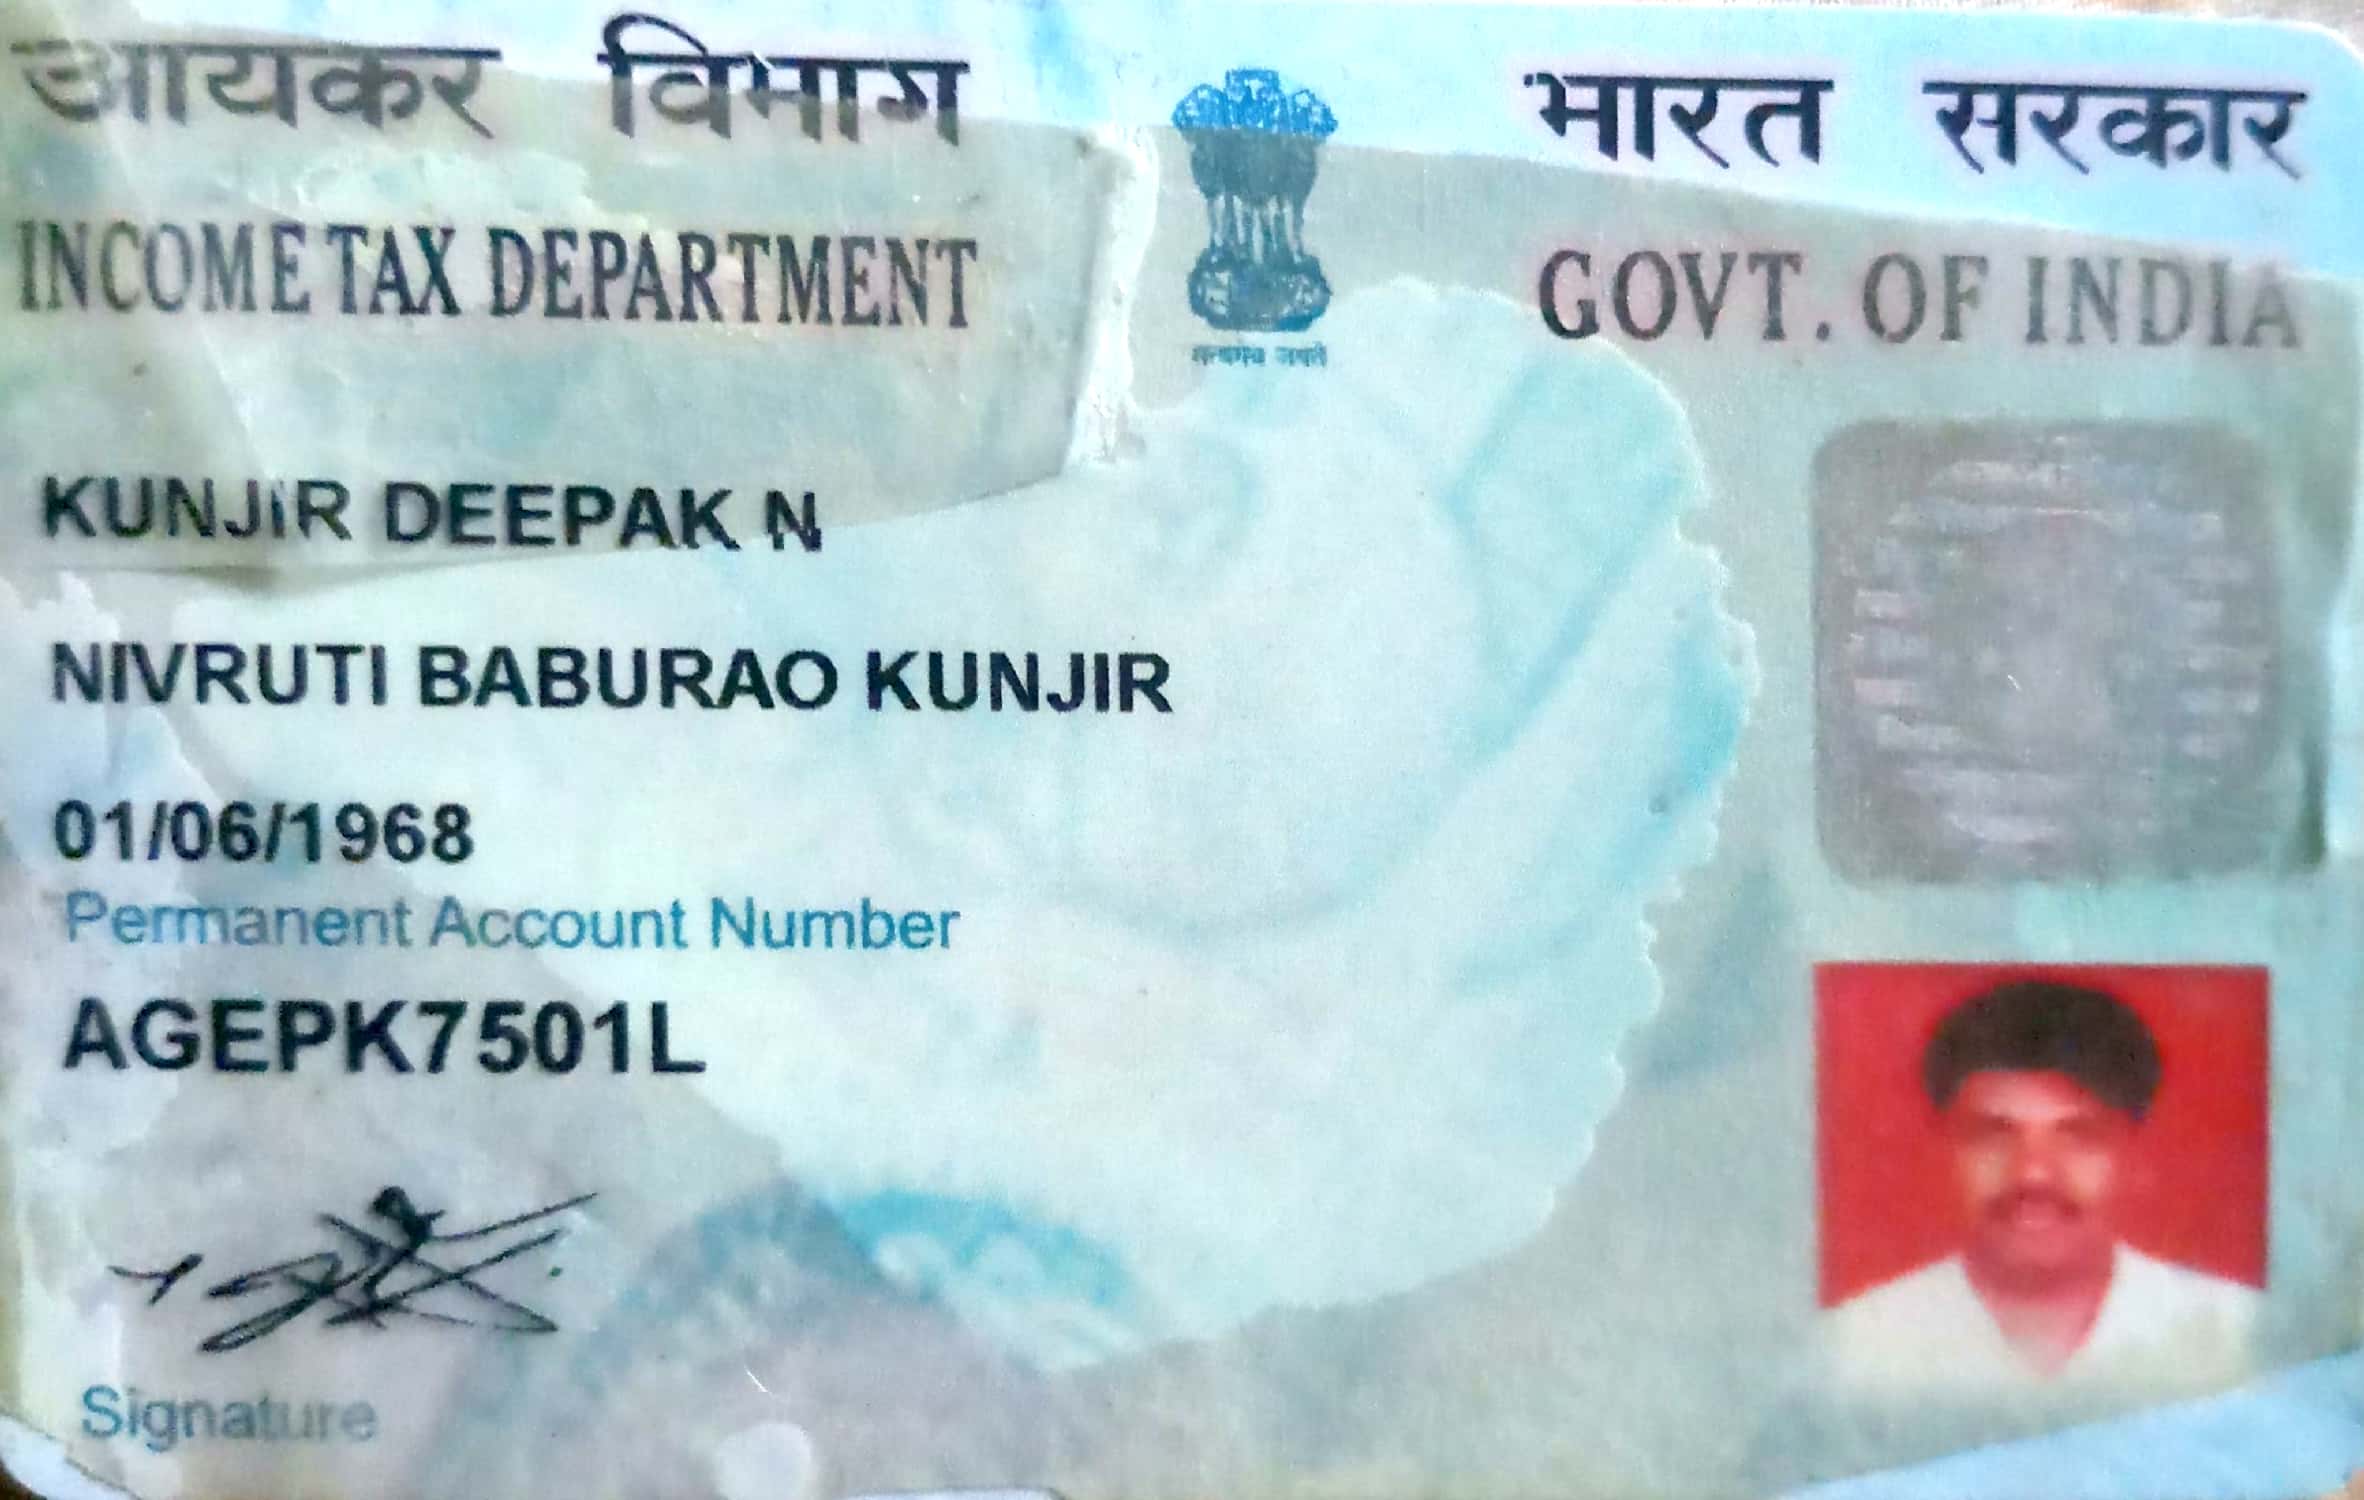 आयकर विभाग
भारत सरकार
INCOME TAX DEPARTMENT
GOVT. OF INDIA
सत्यमेव जयते
KUNJIR DEEPAK N
NIVRUTI BABURAO KUNJIR
01/06/1968
Permanent Account Number
AGEPK7501L
Signature